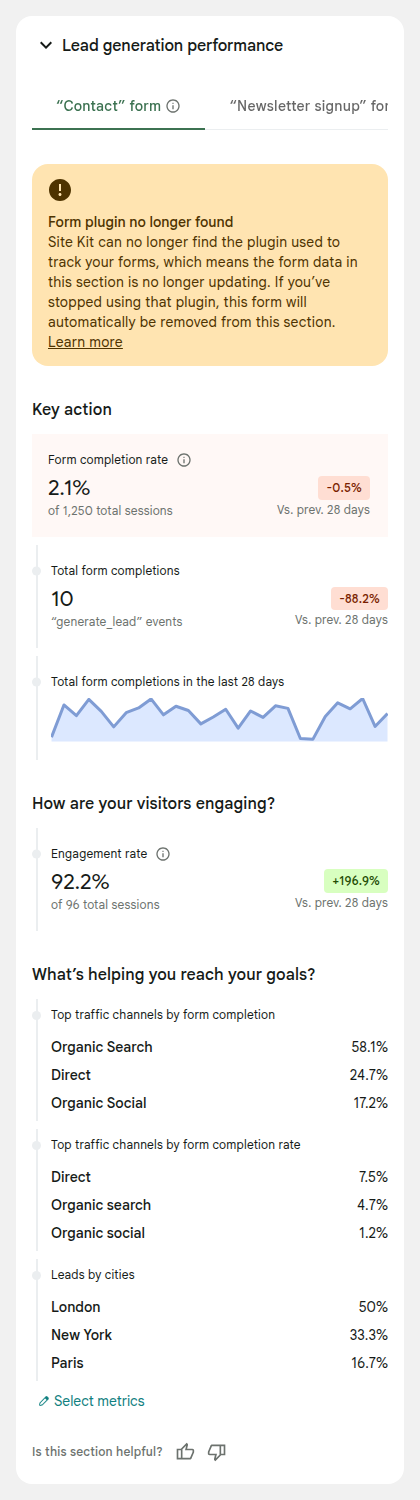 Lead generation performance
“Contact” form
“Newsletter signup” for
Form plugin no longer found
Site Kit can no longer find the plugin used to
track your forms, which means the form data in
this section is no longer updating. If you’ve
stopped using that plugin, this form will
automatically be removed from this section.
Learn more
Key action
Form completion rate
2.1%
-0.5%
of 1,250 total sessions
Vs. prev. 28 days
Total form completions
10
-88.2%
“generate_lead” events
Vs. prev. 28 days
Total form completions in the last 28 days
How are your visitors engaging?
Engagement rate
92.2%
+196.9%
of 96 total sessions
Vs. prev. 28 days
What’s helping you reach your goals?
Top traffic channels by form completion
Organic Search 58.1%
Direct 24.7%
Organic Social 17.2%
Top traffic channels by form completion rate
Direct 7.5%
Organic search 4.7%
Organic social 1.2%
Leads by cities
London 50%
New York 33.3%
Paris 16.7%
Select metrics
Is this section helpful?